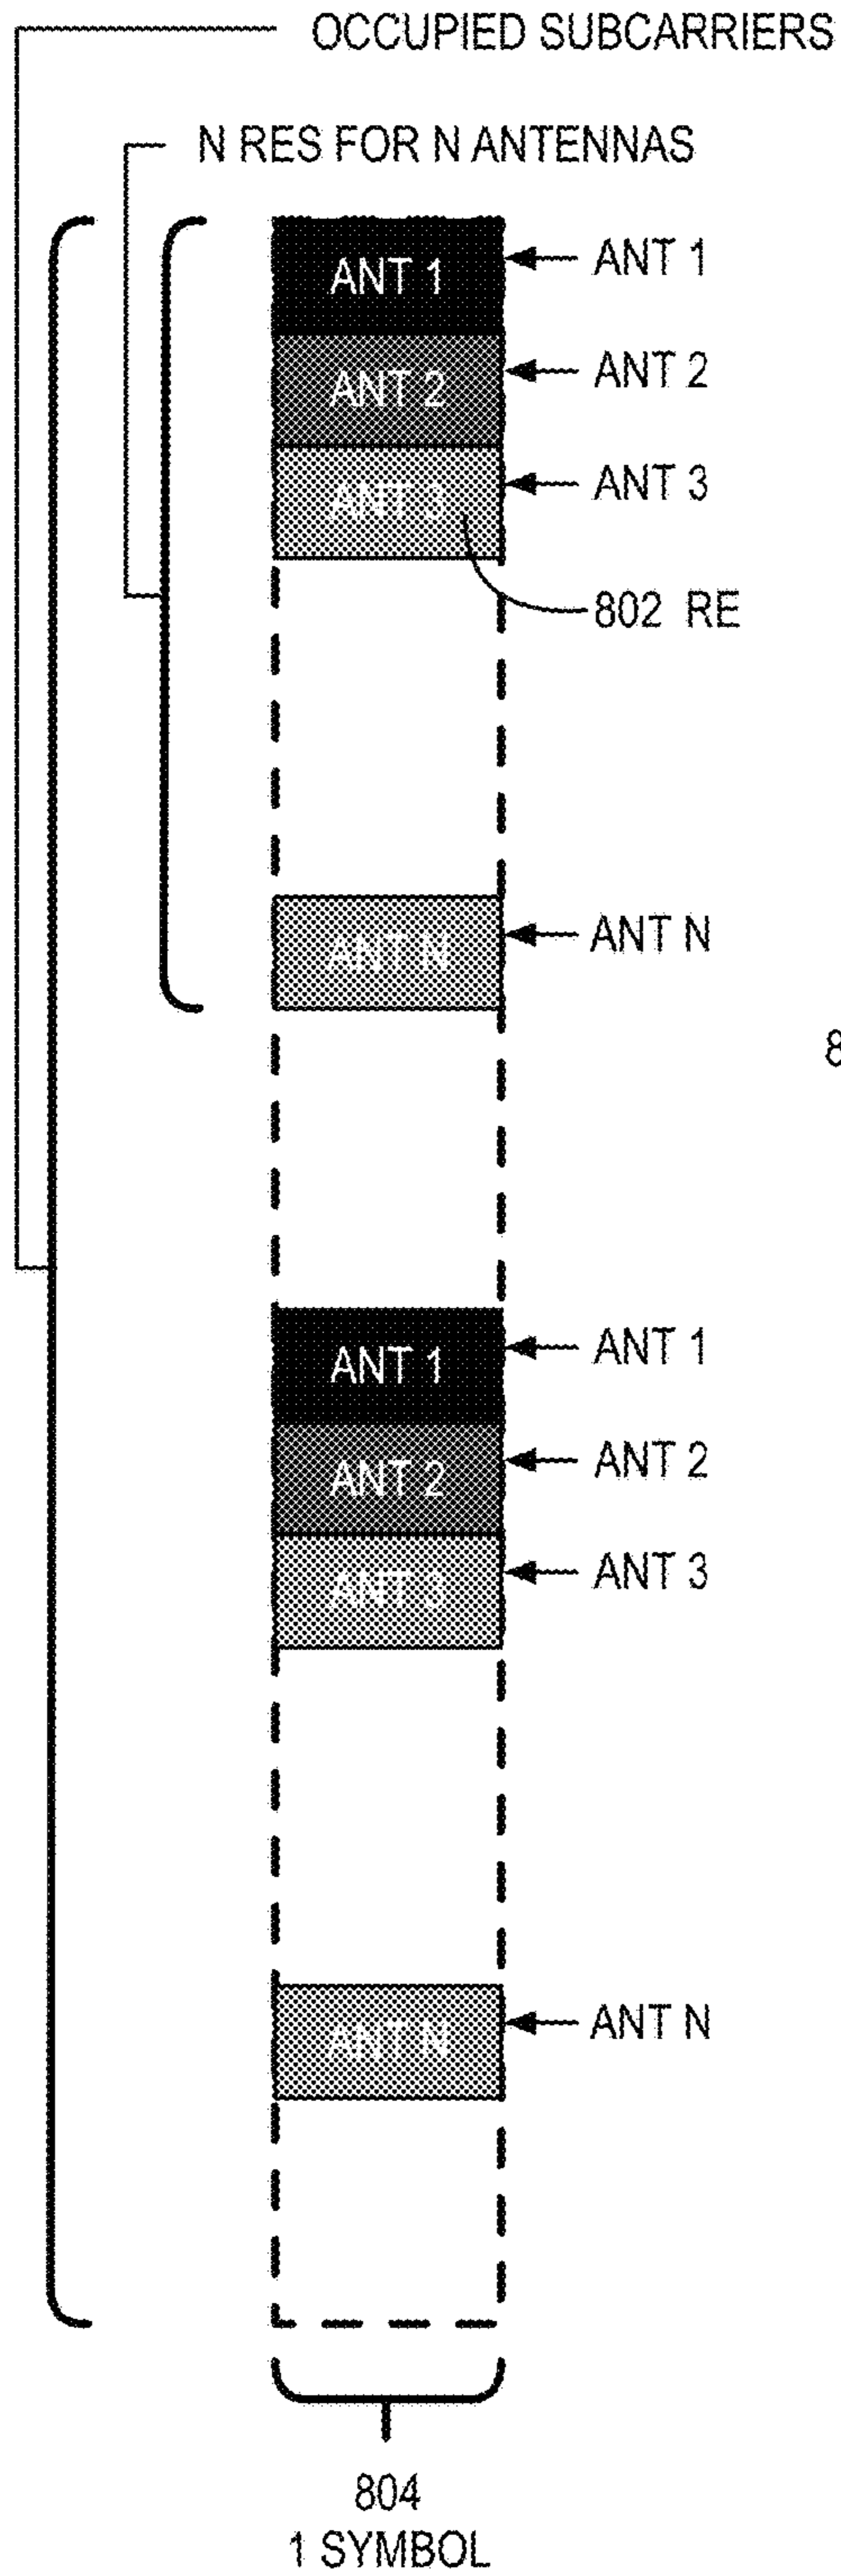 OCCUPIED SUBCARRIERS
N RES FOR N ANTENNAS
ANT 1 ANT 1
ANT 2 ANT 2
ANT 3 ANT 3
802 RE
ANT N ANT N
8
ANT 1 ANT 1
ANT 2 ANT 2
ANT 3 ANT 3
ANT N ANT N
804
1 SYMBOL